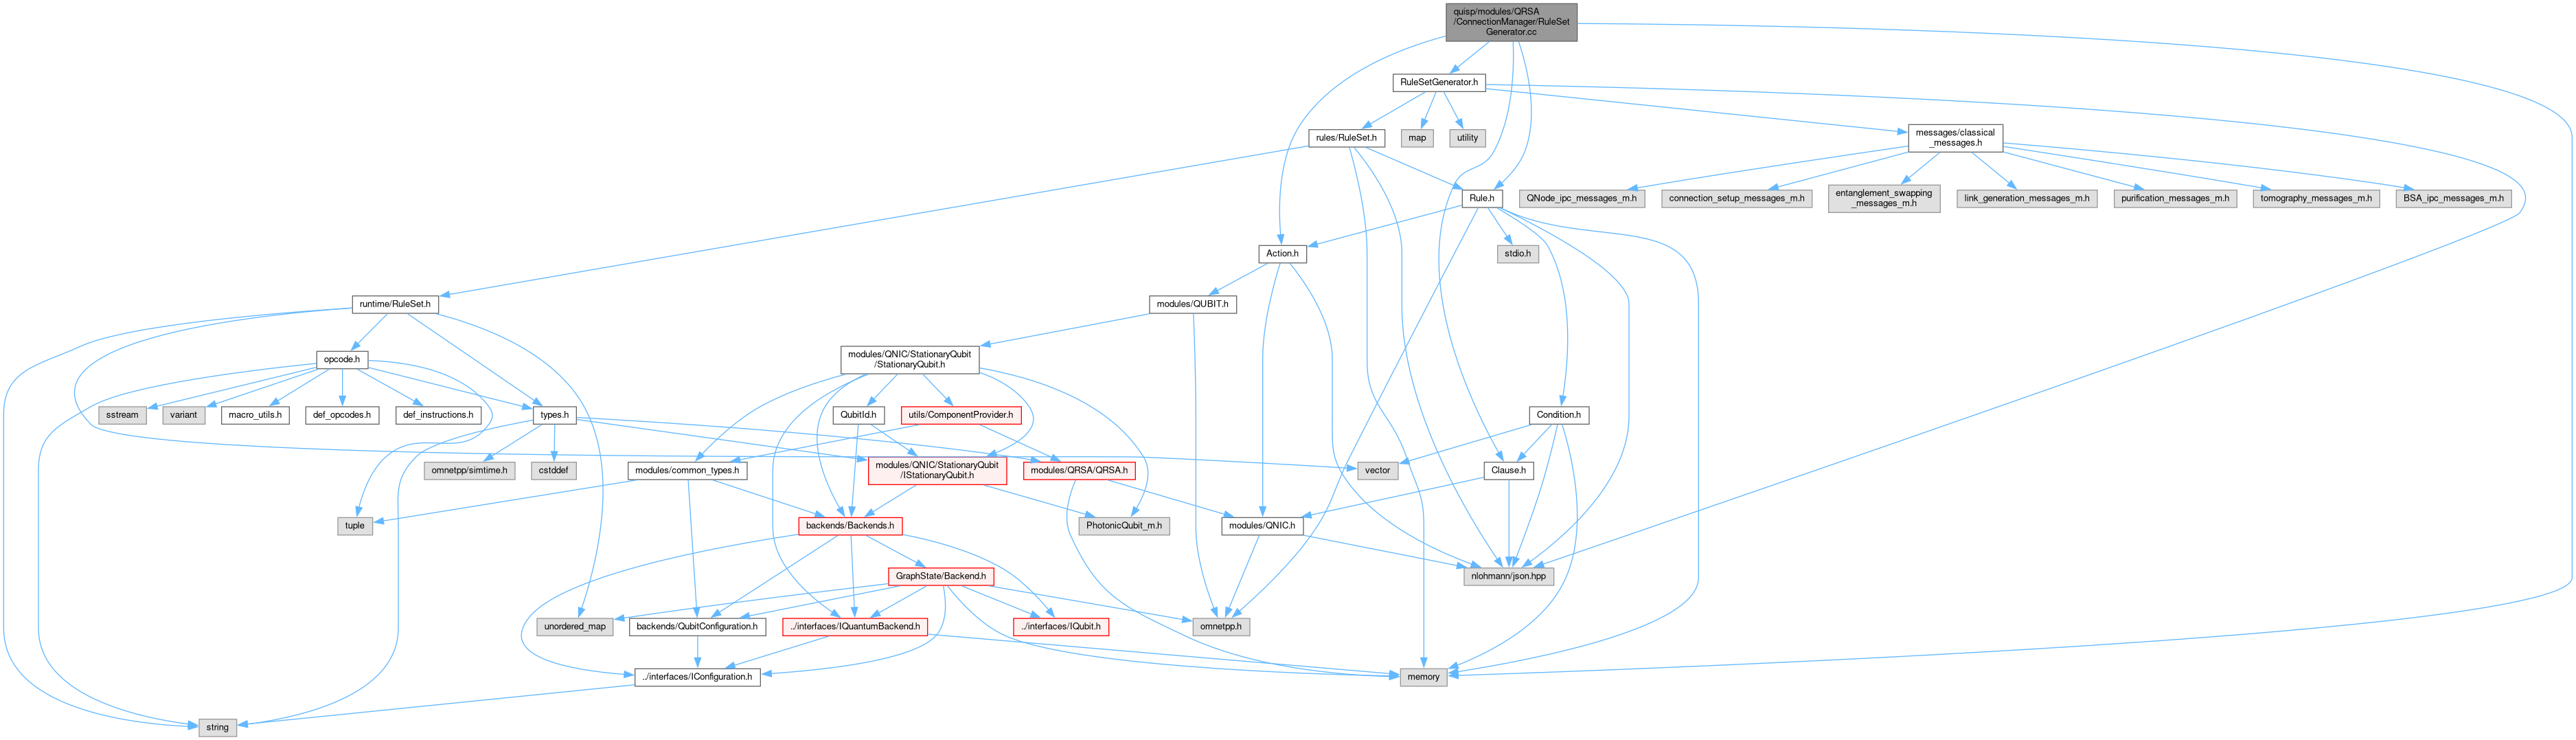 quisp/modules/QRSA
/ConnectionManager/RuleSet
Generator.cc
RuleSetGenerator.h
rules/RuleSet.h
map
utility
messages/classical
_messages.h
Rule.h
QNode_ipc_messages_m.h
connection_setup_messages_m.h
entanglement_swapping
_messages_m.h
link_generation_messages_m.h
purification_messages_m.h
tomography_messages_m.h
BSA_ipc_messages_m.h
Action.h
stdio.h
runtime/RuleSet.h
modules/QUBIT.h
opcode.h
modules/QNIC/StationaryQubit
/StationaryQubit.h
sstream
variant
macro_utils.h
def_opcodes.h
def_instructions.h
types.h
QubitId.h
utils/ComponentProvider.h
Condition.h
omnetpp/simtime.h
cstddef
modules/common_types.h
modules/QNIC/StationaryQubit
/IStationaryQubit.h
modules/QRSA/QRSA.h
vector
Clause.h
tuple
backends/Backends.h
PhotonicQubit_m.h
modules/QNIC.h
GraphState/Backend.h
nlohmann/json.hpp
unordered_map
backends/QubitConfiguration.h
../interfaces/IQuantumBackend.h
../interfaces/IQubit.h
omnetpp.h
../interfaces/IConfiguration.h
memory
string